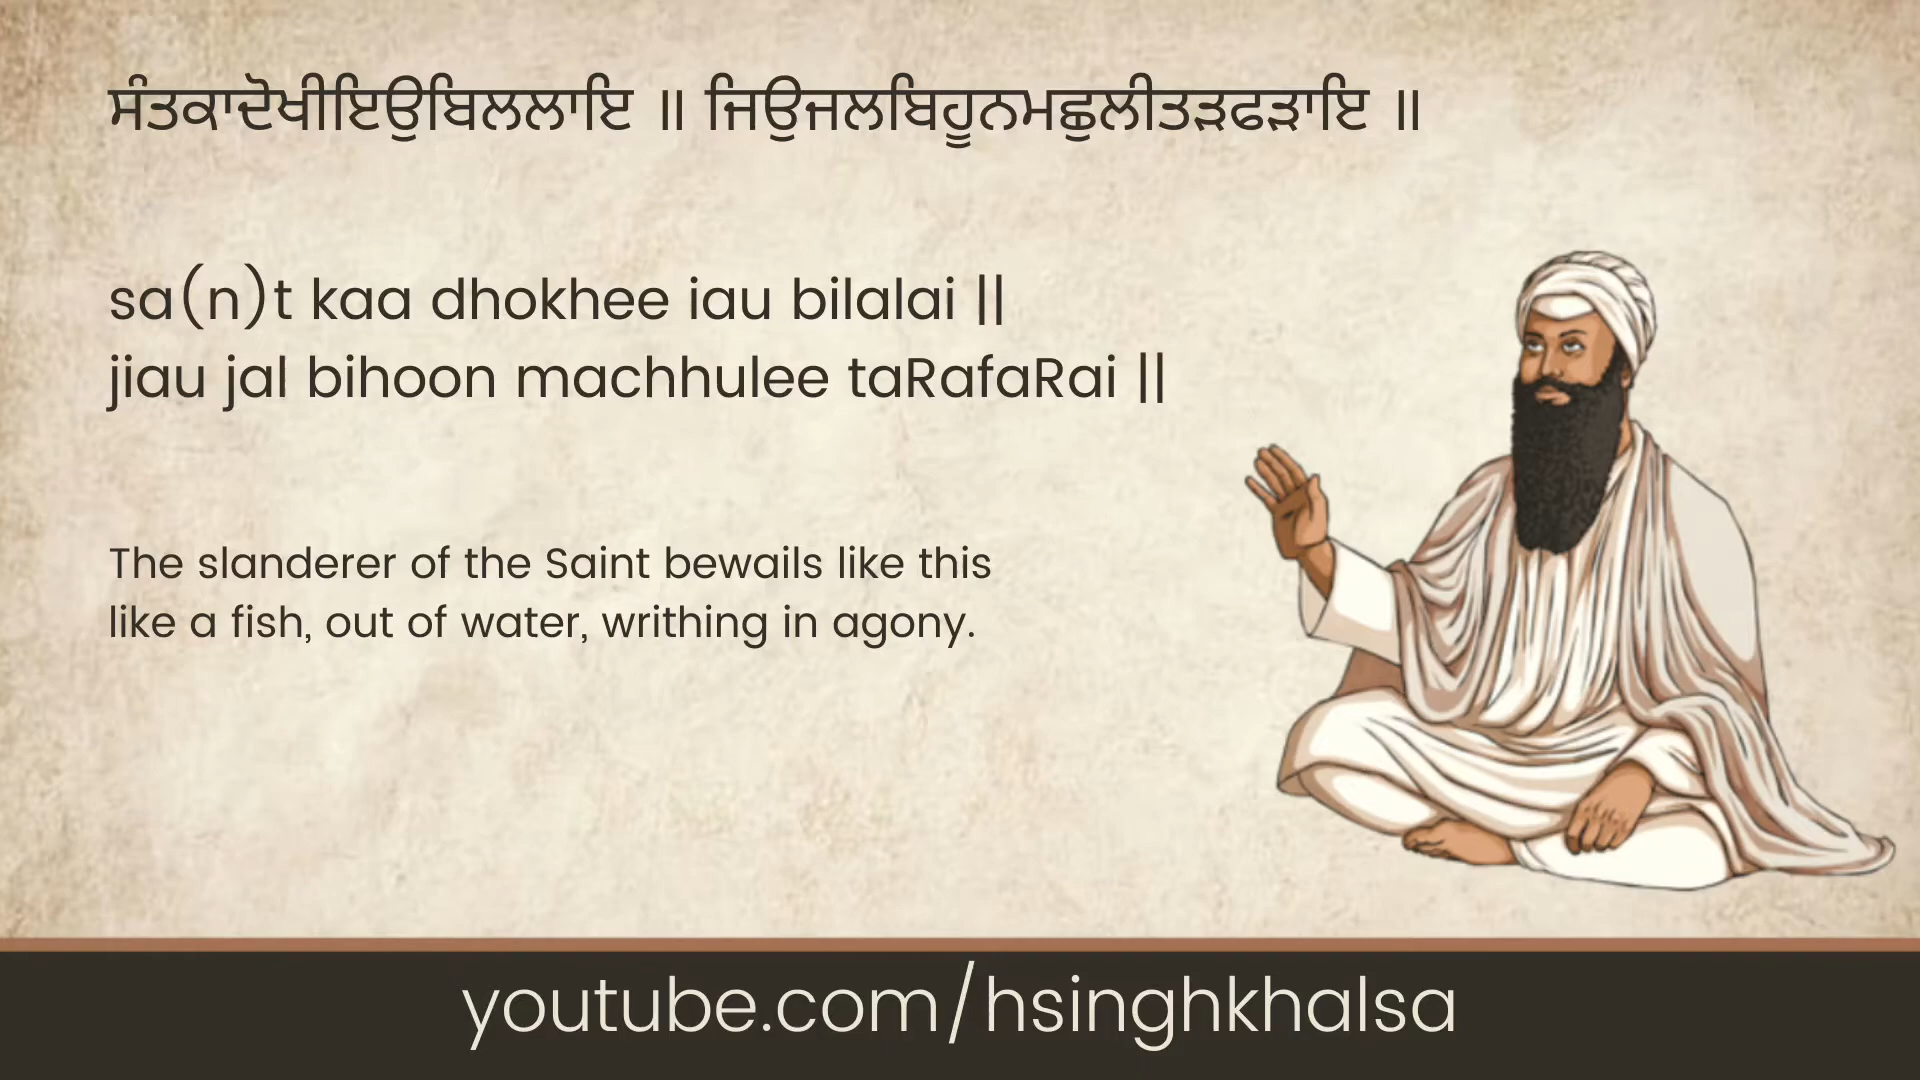 ਸੰਤਕਾਦੋਖੀਇਉਬਿਲਲਾਇ ॥ ਜਿਉਜਲਬਿਹੂਨਮਛੁਲੀਤੜਫੜਾਇ ॥
sa(n)t kaa dhokhee iau bilalai ||
jiau jal bihoon machhulee taRafaRai ||
The slanderer of the Saint bewails like this
like a fish, out of water, writhing in agony.
youtube.com/hsinghkhalsa